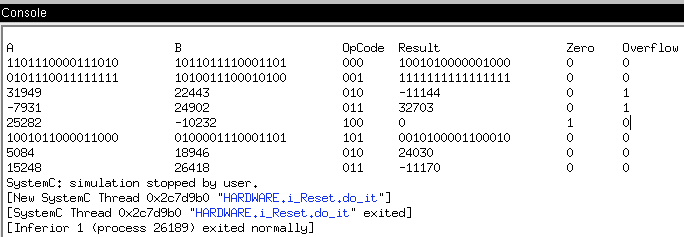 Console
A B OpCode Result Zero Overflow
1101110000111010 1011011110001101 000 1001010000001000 0 0
0101110011111111 1010011100010100 001 1111111111111111 0 0
31949 22443 010 -11144 0 1
-7931 24902 011 32703 0 1
25282 -10232 100 0 1 0
1001011000011000 0100001110001101 101 0010100001100010 0 0
5084 18946 010 24030 0 0
15248 26418 011 -11170 0 0
SystemC: simulation stopped by user.
[New SystemC Thread 0x2c7d9b0 "HARDWARE.i_Reset.do_it"]
[SystemC Thread 0x2c7d9b0 "HARDWARE.i_Reset.do_it" exited]
[Inferior 1 (process 26189) exited normally]